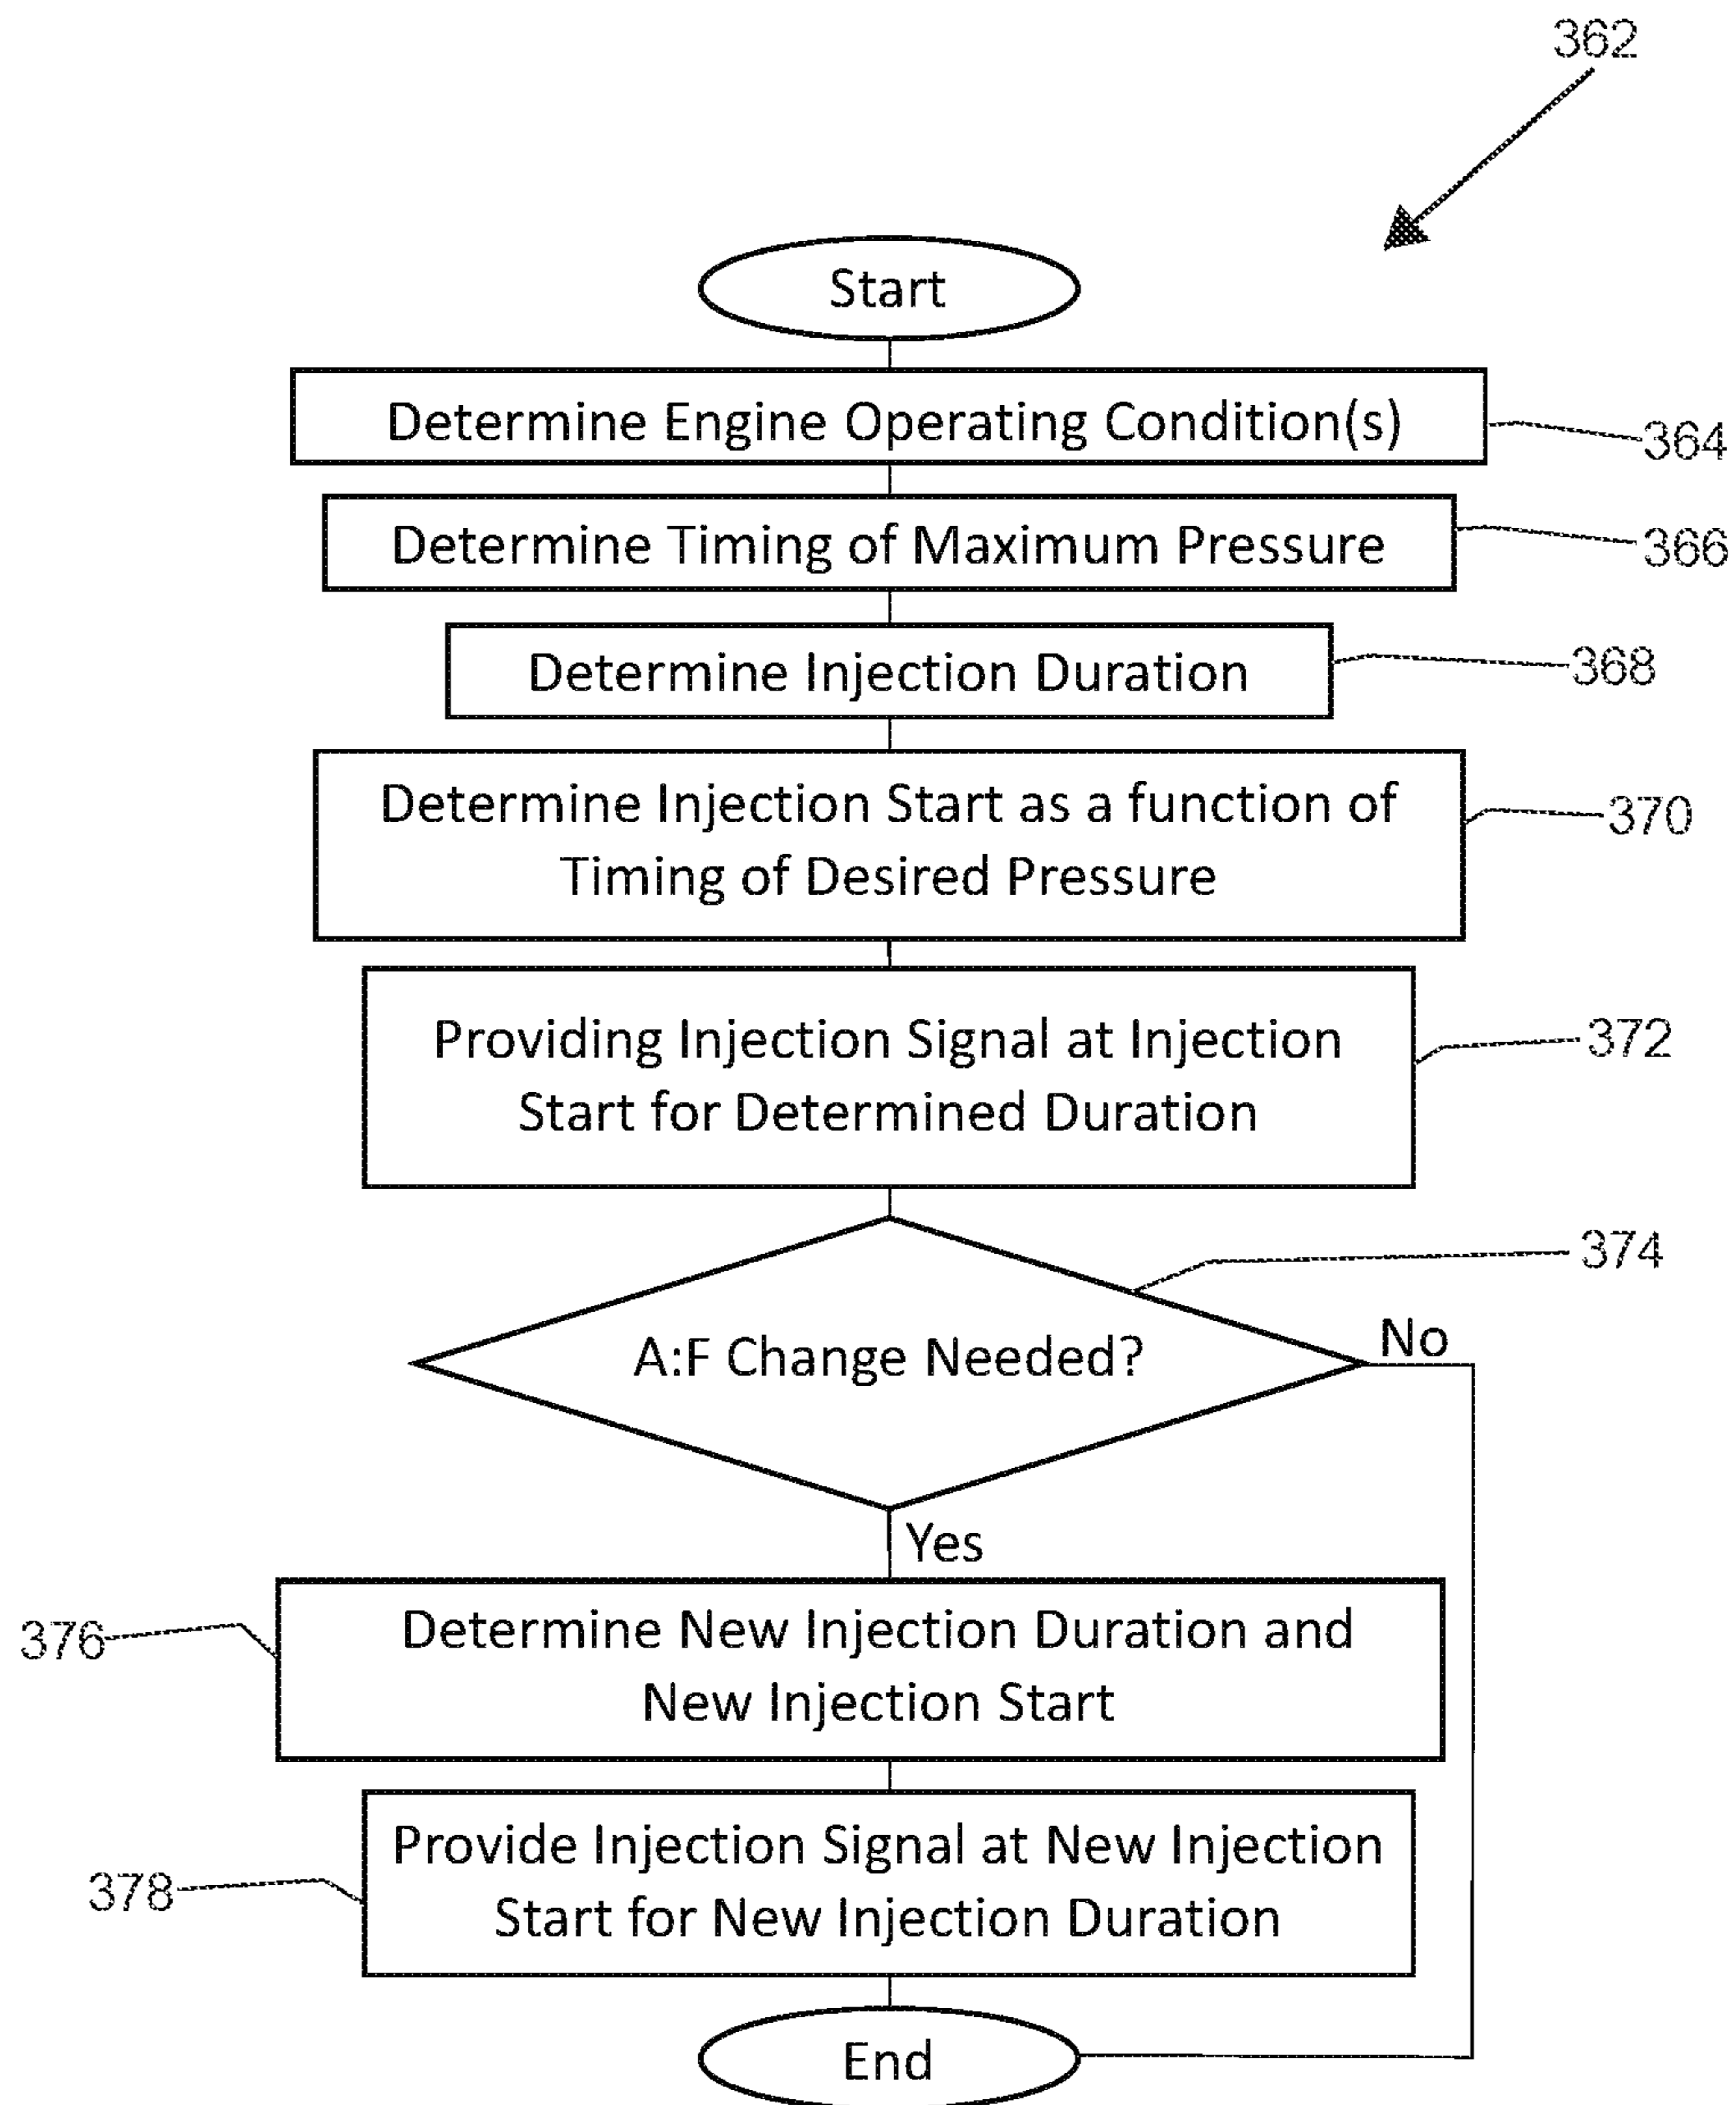 362
Start
Determine Engine Operating Condition(s)
364
Determine Timing of Maximum Pressure
366
Determine Injection Duration
368
Determine Injection Start as a function of
Timing of Desired Pressure
370
Providing Injection Signal at Injection
Start for Determined Duration
372
374
A:F Change Needed?
No
Yes
376
Determine New Injection Duration and
New Injection Start
378
Provide Injection Signal at New Injection
Start for New Injection Duration
End